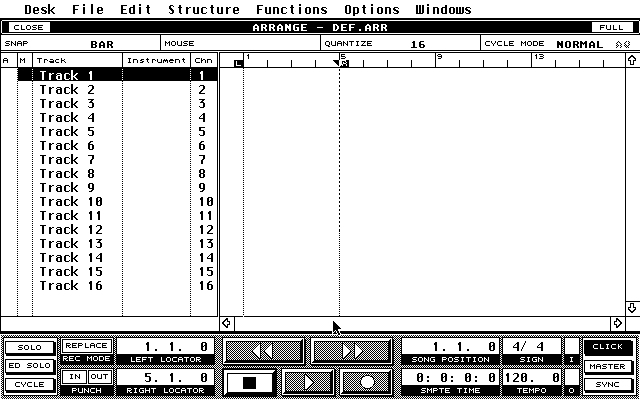 Desk File Edit Structure Functions Options Windows
CLOSE ARRANGE - DEF.ARR FULL
SNAP BAR MOUSE QUANTIZE 16 CYCLE MODE NORMAL
A M Track Instrument Chn 1 5 9 13
L R
Track 1 1
Track 2 2
Track 3 3
Track 4 4
Track 5 5
Track 6 6
Track 7 7
Track 8 8
Track 9 9
Track 10 10
Track 11 11
Track 12 12
Track 13 13
Track 14 14
Track 15 15
Track 16 16
SOLO REPLACE 1. 1. 0 1. 1. 0 4/ 4 CLICK
REC MODE LEFT LOCATOR SONG POSITION SIGN I
ED SOLO MASTER
CYCLE IN OUT 5. 1. 0 0: 0: 0: 0 120. 0 SYNC
PUNCH RIGHT LOCATOR SMPTE TIME TEMPO O